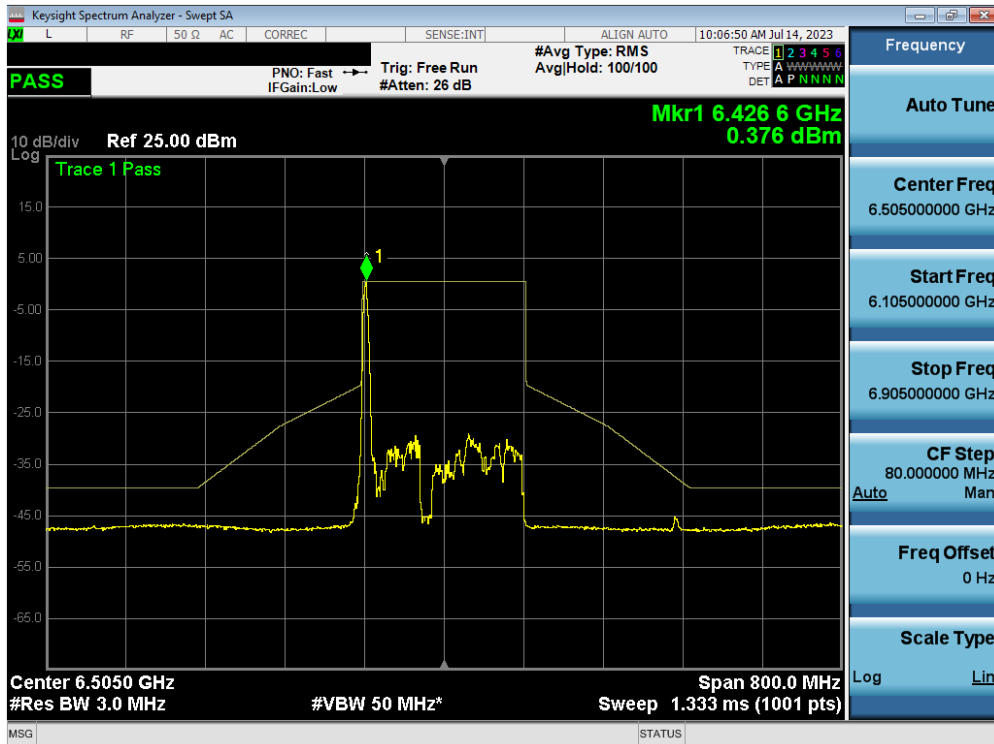 Keysight Spectrum Analyzer - Swept SA
LXI L RF 50 Ω AC CORREC SENSE:INT ALIGN AUTO 10:06:50 AM Jul 14, 2023
PASS
PNO: Fast
IFGain:Low
Trig: Free Run
#Atten: 26 dB
#Avg Type: RMS
Avg|Hold: 100/100
TRACE 1 2 3 4 5 6
TYPE A WWWWW
DET A P N N N N
Mkr1 6.426 6 GHz
0.376 dBm
10 dB/div Ref 25.00 dBm
Log
Trace 1 Pass
1
15.0
5.00
-5.00
-15.0
-25.0
-35.0
-45.0
-55.0
-65.0
Center 6.5050 GHz Span 800.0 MHz
#Res BW 3.0 MHz #VBW 50 MHz* Sweep 1.333 ms (1001 pts)
MSG STATUS
Frequency
Auto Tune
Center Freq
6.505000000 GHz
Start Freq
6.105000000 GHz
Stop Freq
6.905000000 GHz
CF Step
80.000000 MHz
Auto Man
Freq Offset
0 Hz
Scale Type
Log Lin